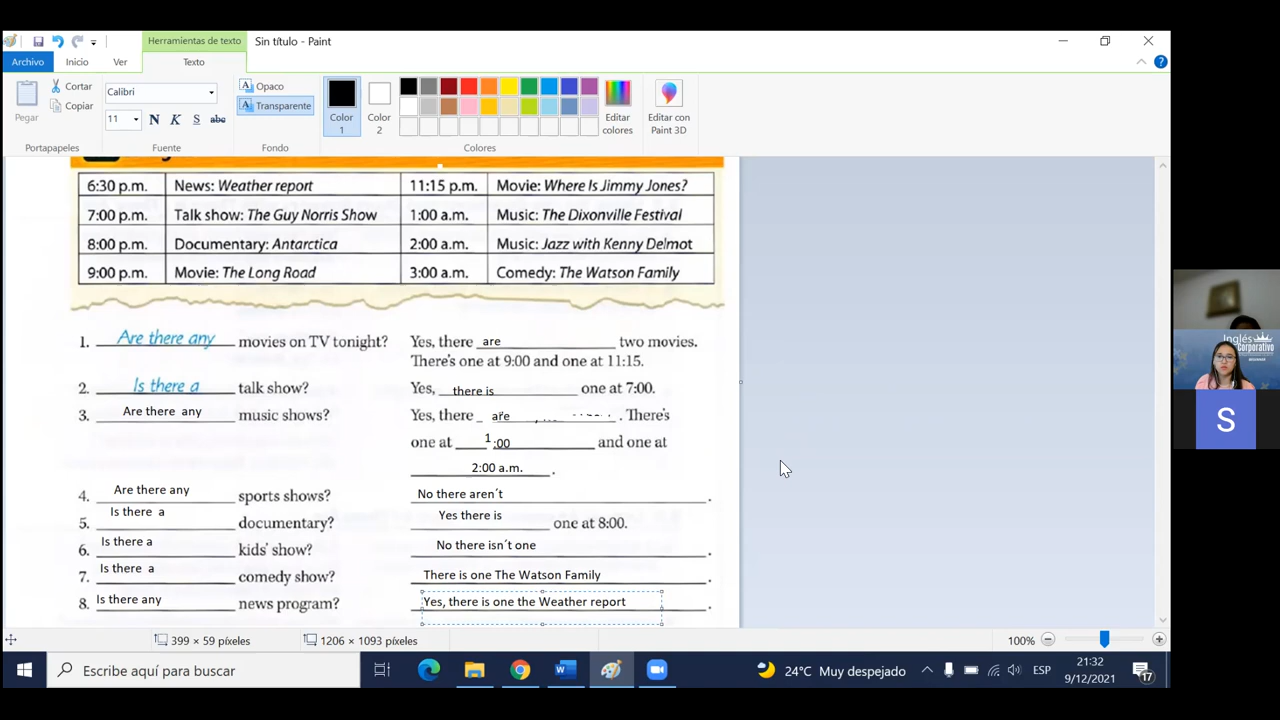 Herramientas de texto
Sin título - Paint
Archivo
Inicio
Ver
Texto
Pegar
Cortar
Copiar
Portapapeles
Calibri
11
N K S abc
Fuente
Opaco
Transparente
Fondo
Color 1
Color 2
Editar colores
Editar con Paint 3D
Colores
6:30 p.m. News: Weather report 11:15 p.m. Movie: Where Is Jimmy Jones?
7:00 p.m. Talk show: The Guy Norris Show 1:00 a.m. Music: The Dixonville Festival
8:00 p.m. Documentary: Antarctica 2:00 a.m. Music: Jazz with Kenny Delmot
9:00 p.m. Movie: The Long Road 3:00 a.m. Comedy: The Watson Family
1. Are there any movies on TV tonight? Yes, there are two movies.
There's one at 9:00 and one at 11:15.
2. Is there a talk show? Yes, there is one at 7:00.
3. Are there any music shows? Yes, there are . There's
one at 1:00 and one at
2:00 a.m. .
4. Are there any sports shows? No there aren´t .
5. Is there a documentary? Yes there is one at 8:00.
6. Is there a kids' show? No there isn´t one .
7. Is there a comedy show? There is one The Watson Family .
8. Is there any news program? Yes, there is one the Weather report .
Inglés
Corporativo
S
399 × 59 píxeles
1206 × 1093 píxeles
100%
Escribe aquí para buscar
24°C Muy despejado
ESP
21:32
9/12/2021
17